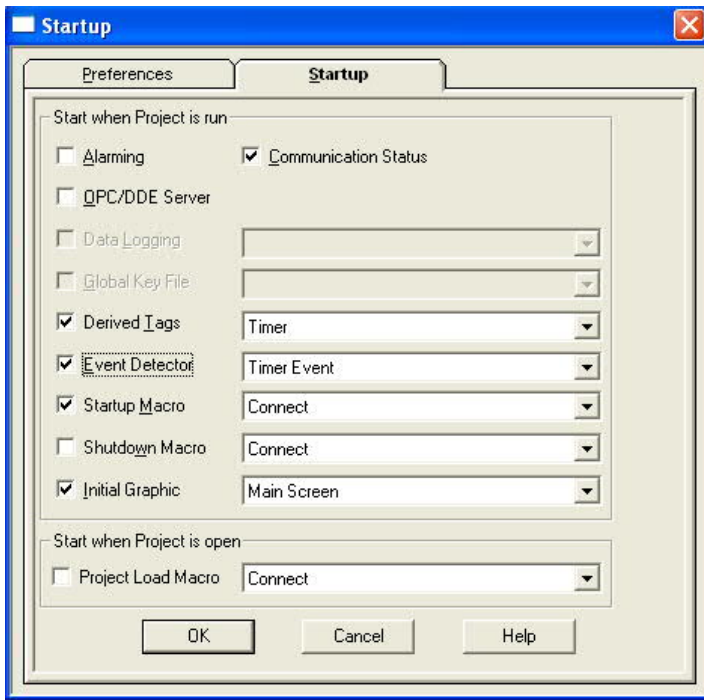 Startup
Preferences
Startup
Start when Project is run
Alarming
Communication Status
OPC/DDE Server
Data Logging
Global Key File
Derived Tags
Timer
Event Detector
Timer Event
Startup Macro
Connect
Shutdown Macro
Connect
Initial Graphic
Main Screen
Start when Project is open
Project Load Macro
Connect
OK
Cancel
Help